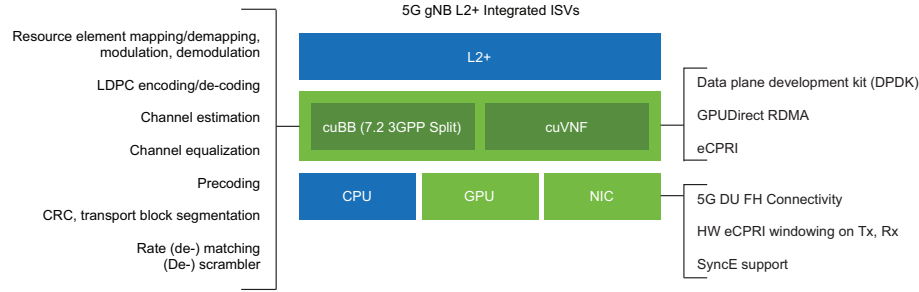 5G gNB L2+ Integrated ISVs
Resource element mapping/demapping,
modulation, demodulation
LDPC encoding/de-coding
Channel estimation
Channel equalization
Precoding
CRC, transport block segmentation
Rate (de-) matching
(De-) scrambler
L2+
cuBB (7.2 3GPP Split)
cuVNF
CPU
GPU
NIC
Data plane development kit (DPDK)
GPUDirect RDMA
eCPRI
5G DU FH Connectivity
HW eCPRI windowing on Tx, Rx
SyncE support